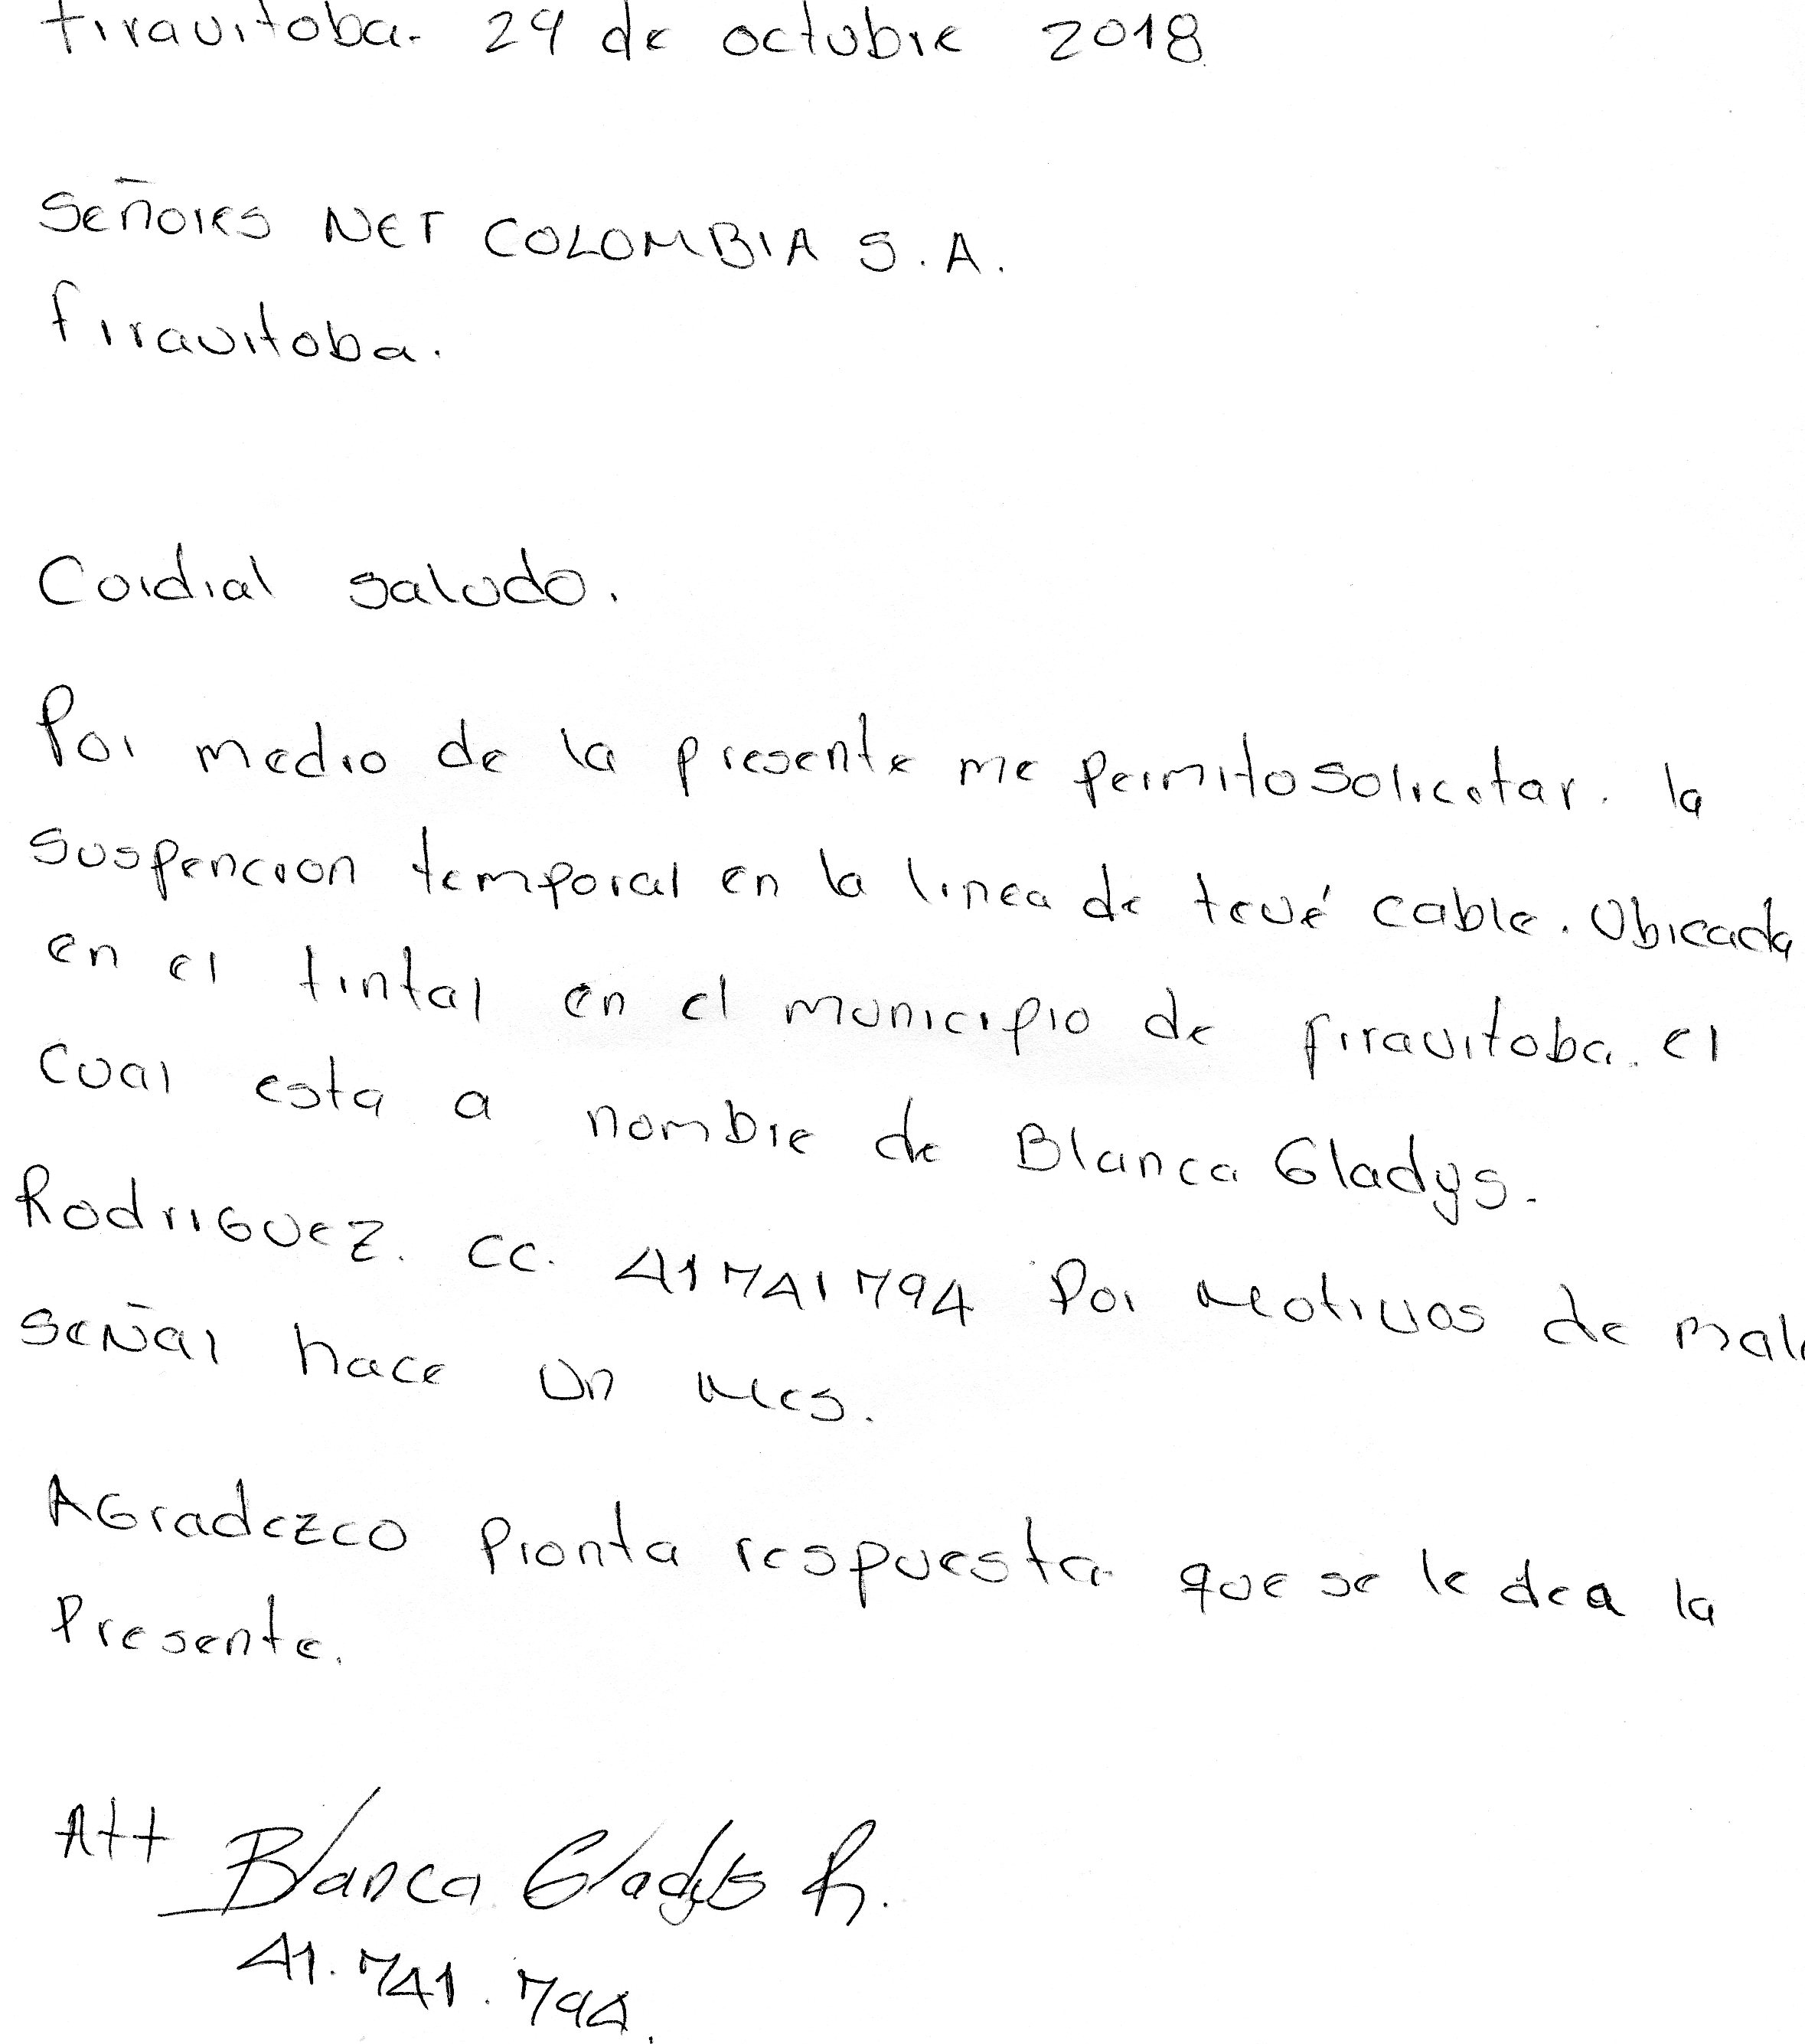 firavitoba. 29 de octubre 2018
Señores NET COLOMBIA S.A.
firavitoba.
Cordial saludo.
Por medio de la presente me permito solicitar. la
suspencion temporal en la linea de tevé cable. Ubicada
en el tintal en el municipio de firavitoba. el
cual esta a nombre de Blanca Gladys.
Rodriguez. cc. 41741794 Por Motivos de mala
señal hace un Mes.
AGradezco Pronta respuesta que se le dea la
Presente.
Att Blanca Gladys R.
41.741.794.